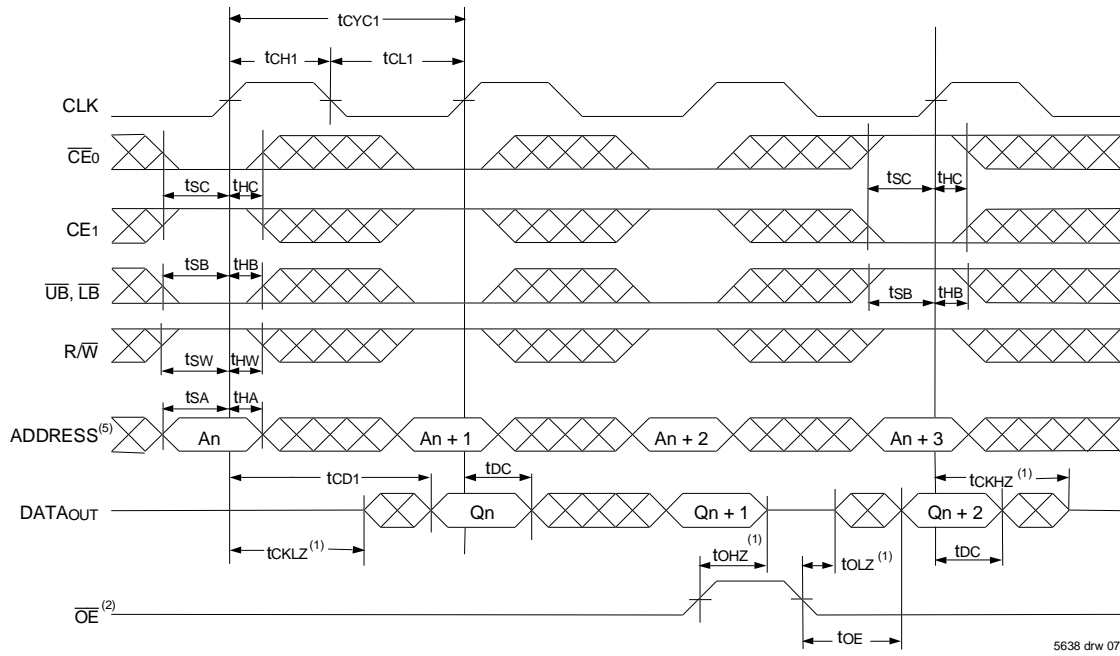 tCYC1
tCH1 tCL1
CLK
CE0
tSC tHC tSC tHC
CE1
tSB tHB
UB, LB
tSB tHB
R/W
tSW tHW
tSA tHA
ADDRESS(5) An An + 1 An + 2 An + 3
tCD1 tDC tCKHZ (1)
DATAOUT Qn Qn + 1 Qn + 2
tCKLZ (1) tOHZ (1) tOLZ (1) tDC
OE (2)
tOE
5638 drw 07